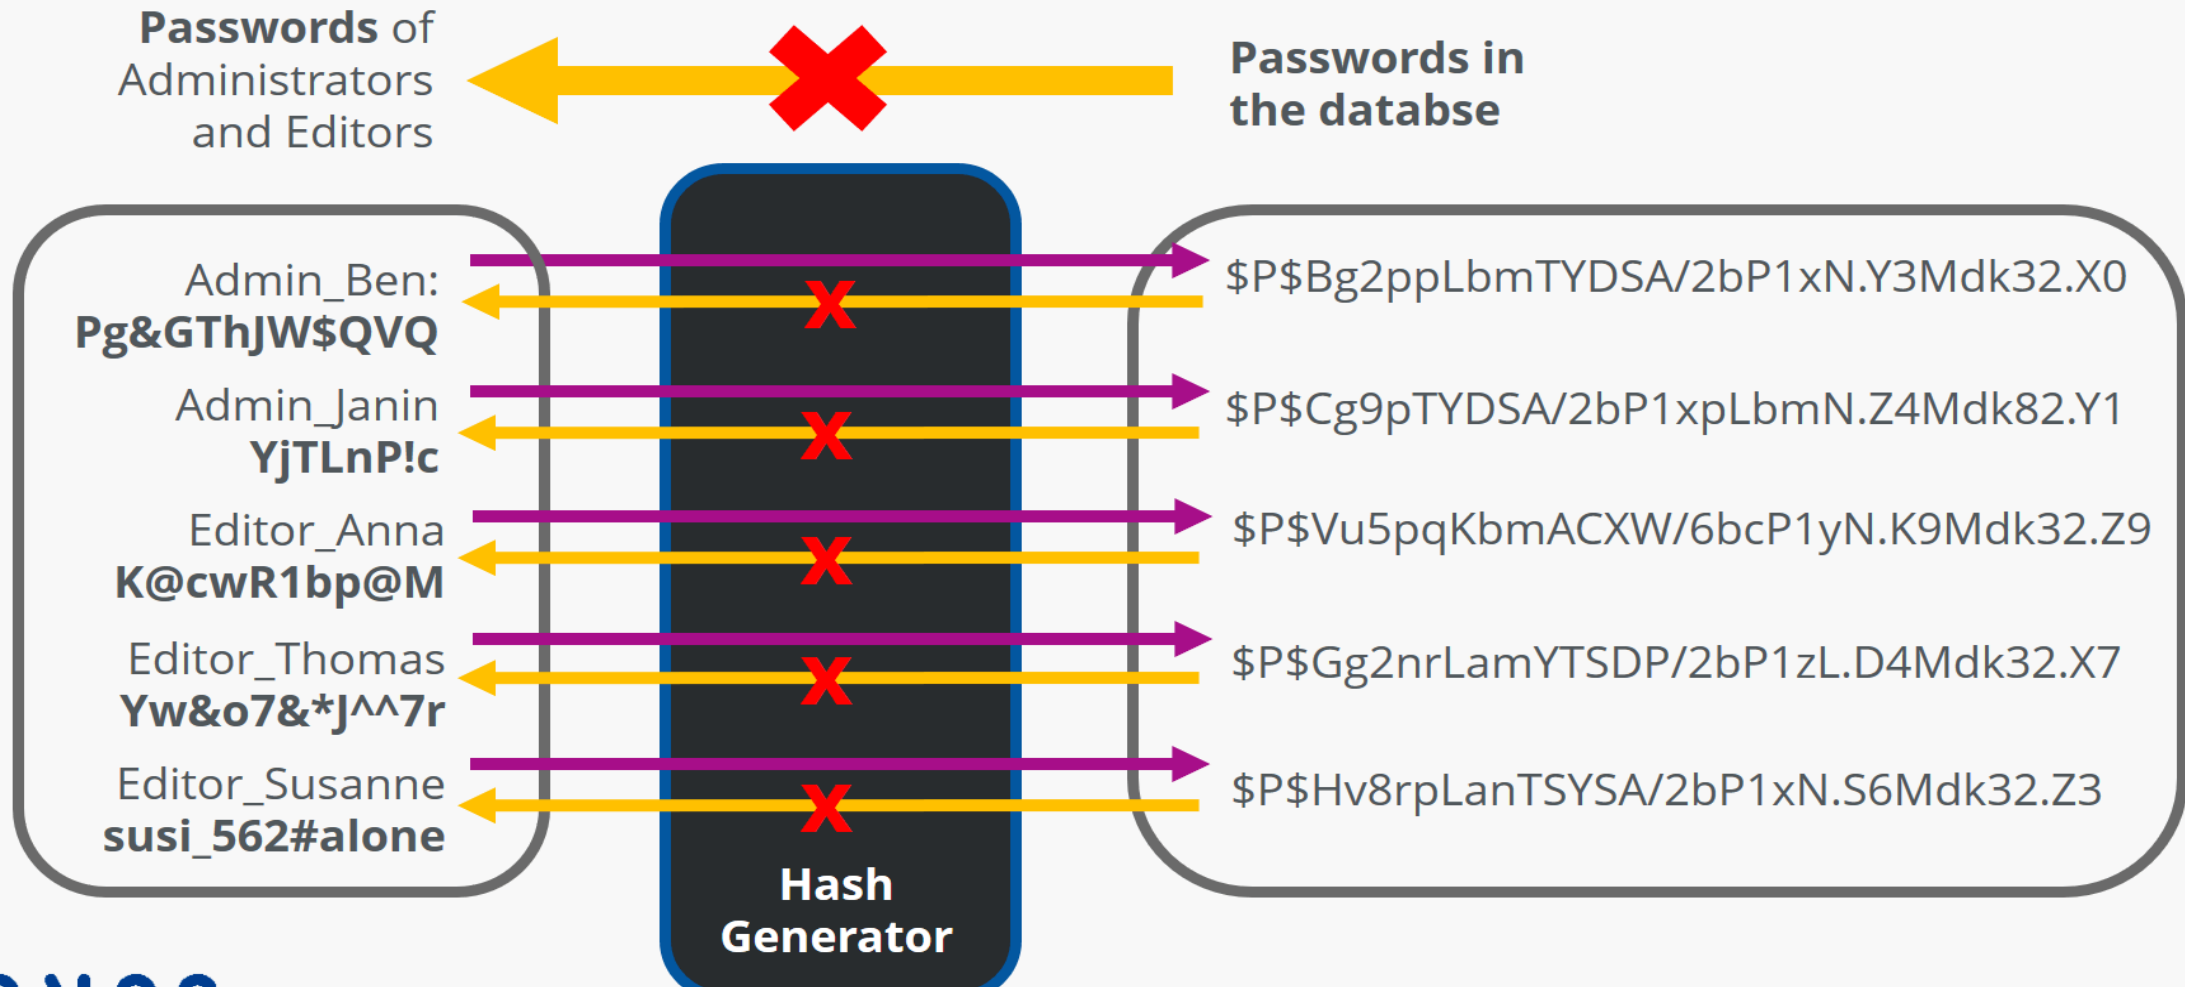 Passwords of
Administrators
and Editors
Passwords in
the databse
Admin_Ben:
Pg&GThJW$QVQ
$P$Bg2ppLbmTYDSA/2bP1xN.Y3Mdk32.X0
Admin_Janin
YjTLnP!c
$P$Cg9pTYDSA/2bP1xpLbmN.Z4Mdk82.Y1
Editor_Anna
K@cwR1bp@M
$P$Vu5pqKbmACXW/6bcP1yN.K9Mdk32.Z9
Editor_Thomas
Yw&o7&*J^^7r
$P$Gg2nrLamYTSDP/2bP1zL.D4Mdk32.X7
Editor_Susanne
susi_562#alone
$P$Hv8rpLanTSYSA/2bP1xN.S6Mdk32.Z3
Hash
Generator